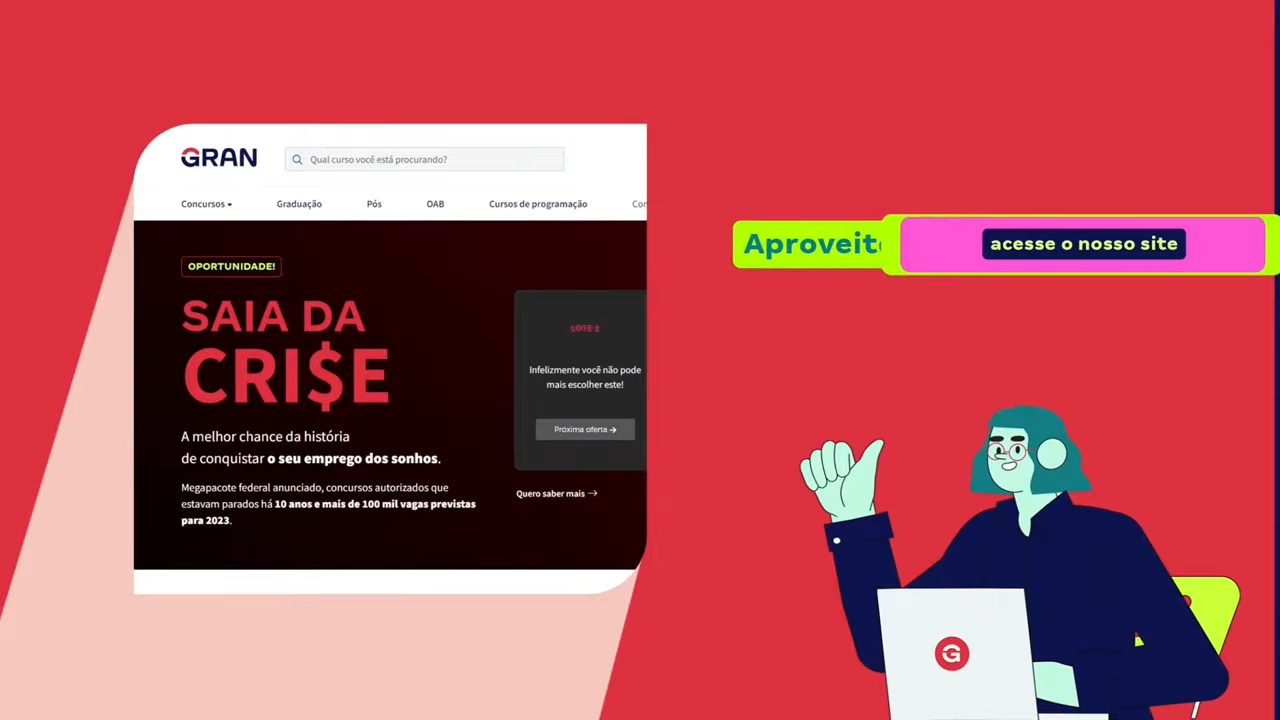 GRAN
Qual curso você está procurando?
Concursos
Graduação
Pós
OAB
Cursos de programação
OPORTUNIDADE!
SAIA DA
CRI$E
A melhor chance da história
de conquistar o seu emprego dos sonhos.
Megapacote federal anunciado, concursos autorizados que
estavam parados há 10 anos e mais de 100 mil vagas previstas
para 2023.
LOTE 2
Infelizmente você não pode
mais escolher este!
Próxima oferta →
Quero saber mais →
Aproveit
acesse o nosso site
G